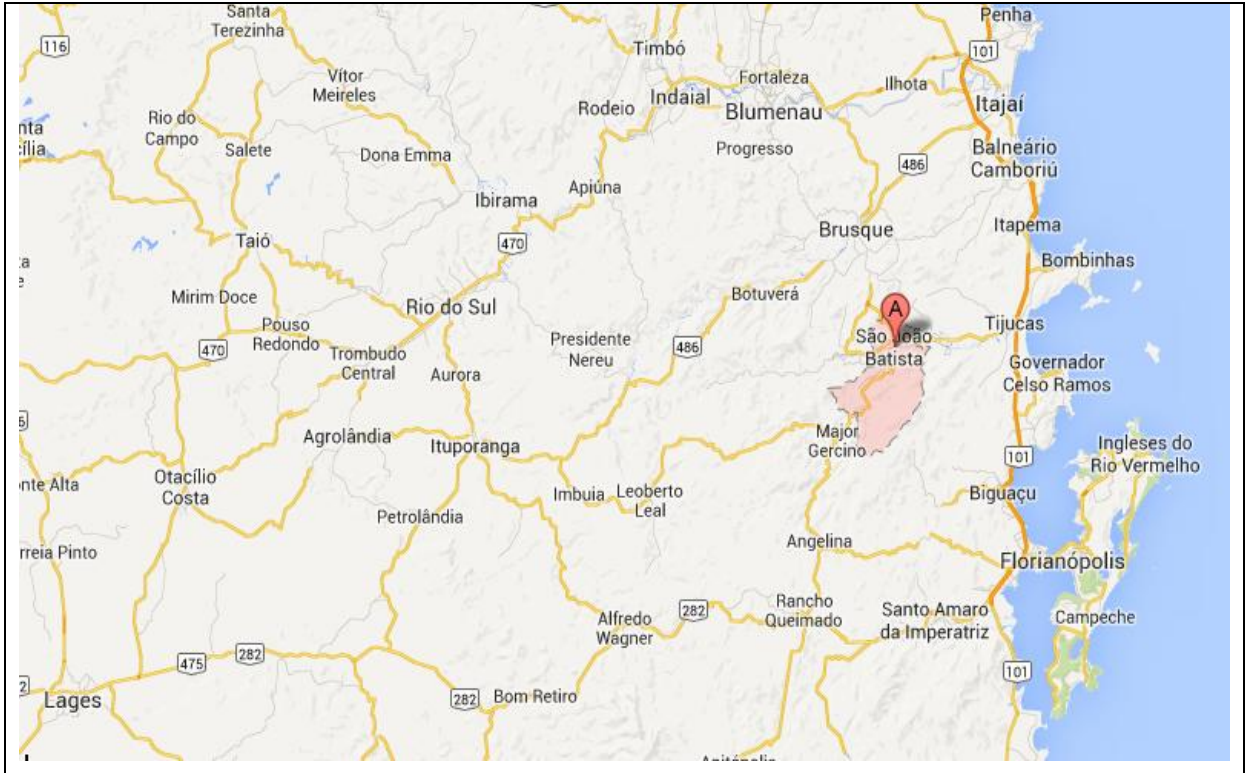 Santa
Terezinha
Penha
116
101
Timbó
Vítor
Meireles
Fortaleza
Ilhota
Indaial
Rodeio
Blumenau
Itajaí
Rio do
Campo
nta
ília
Salete
Dona Emma
Progresso
Balneário
Camboriú
486
Apiúna
Ibirama
Itapema
Brusque
Taió
470
Bombinhas
a
e
Mirim Doce
Rio do Sul
Botuverá
A
Pouso
Redondo
Presidente
Nereu
São João
Batista
Tijucas
470
Trombudo
Central
486
Aurora
Governador
Celso Ramos
Agrolândia
Ituporanga
Major
Gercino
Ingleses do
Rio Vermelho
101
Otacílio
Costa
onte Alta
Imbuia
Leoberto
Leal
Biguaçu
Petrolândia
rreia Pinto
Angelina
Florianópolis
Rancho
Queimado
282
Alfredo
Wagner
Santo Amaro
da Imperatriz
Campeche
475
282
101
2
Lages
282
Bom Retiro